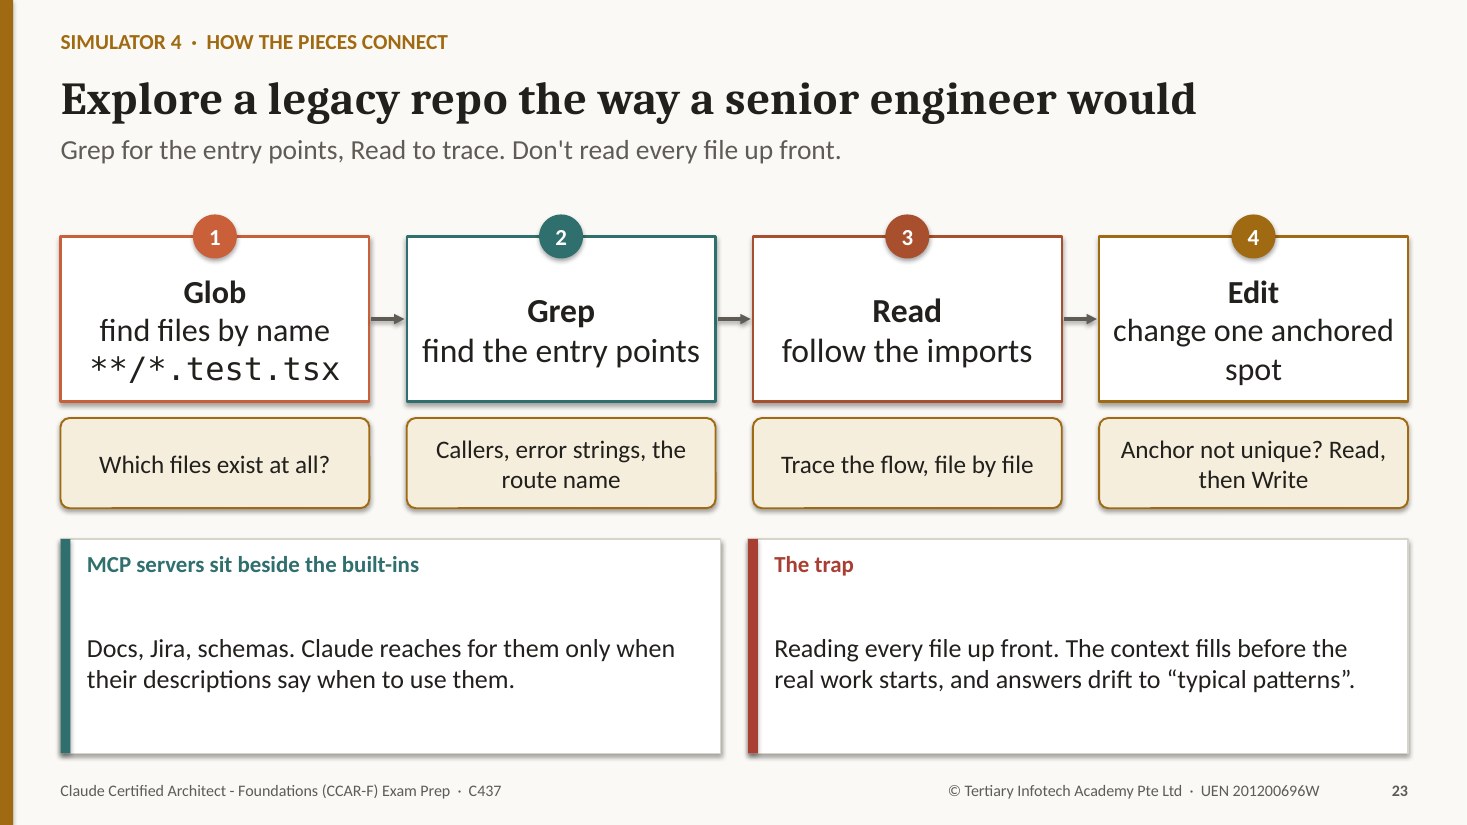 SIMULATOR 4 · HOW THE PIECES CONNECT
Explore a legacy repo the way a senior engineer would
Grep for the entry points, Read to trace. Don't read every file up front.
1
Glob
find files by name
**/*.test.tsx
2
Grep
find the entry points
3
Read
follow the imports
4
Edit
change one anchored
spot
Which files exist at all?
Callers, error strings, the
route name
Trace the flow, file by file
Anchor not unique? Read,
then Write
MCP servers sit beside the built-ins
Docs, Jira, schemas. Claude reaches for them only when
their descriptions say when to use them.
The trap
Reading every file up front. The context fills before the
real work starts, and answers drift to “typical patterns”.
Claude Certified Architect - Foundations (CCAR-F) Exam Prep · C437
© Tertiary Infotech Academy Pte Ltd · UEN 201200696W
23